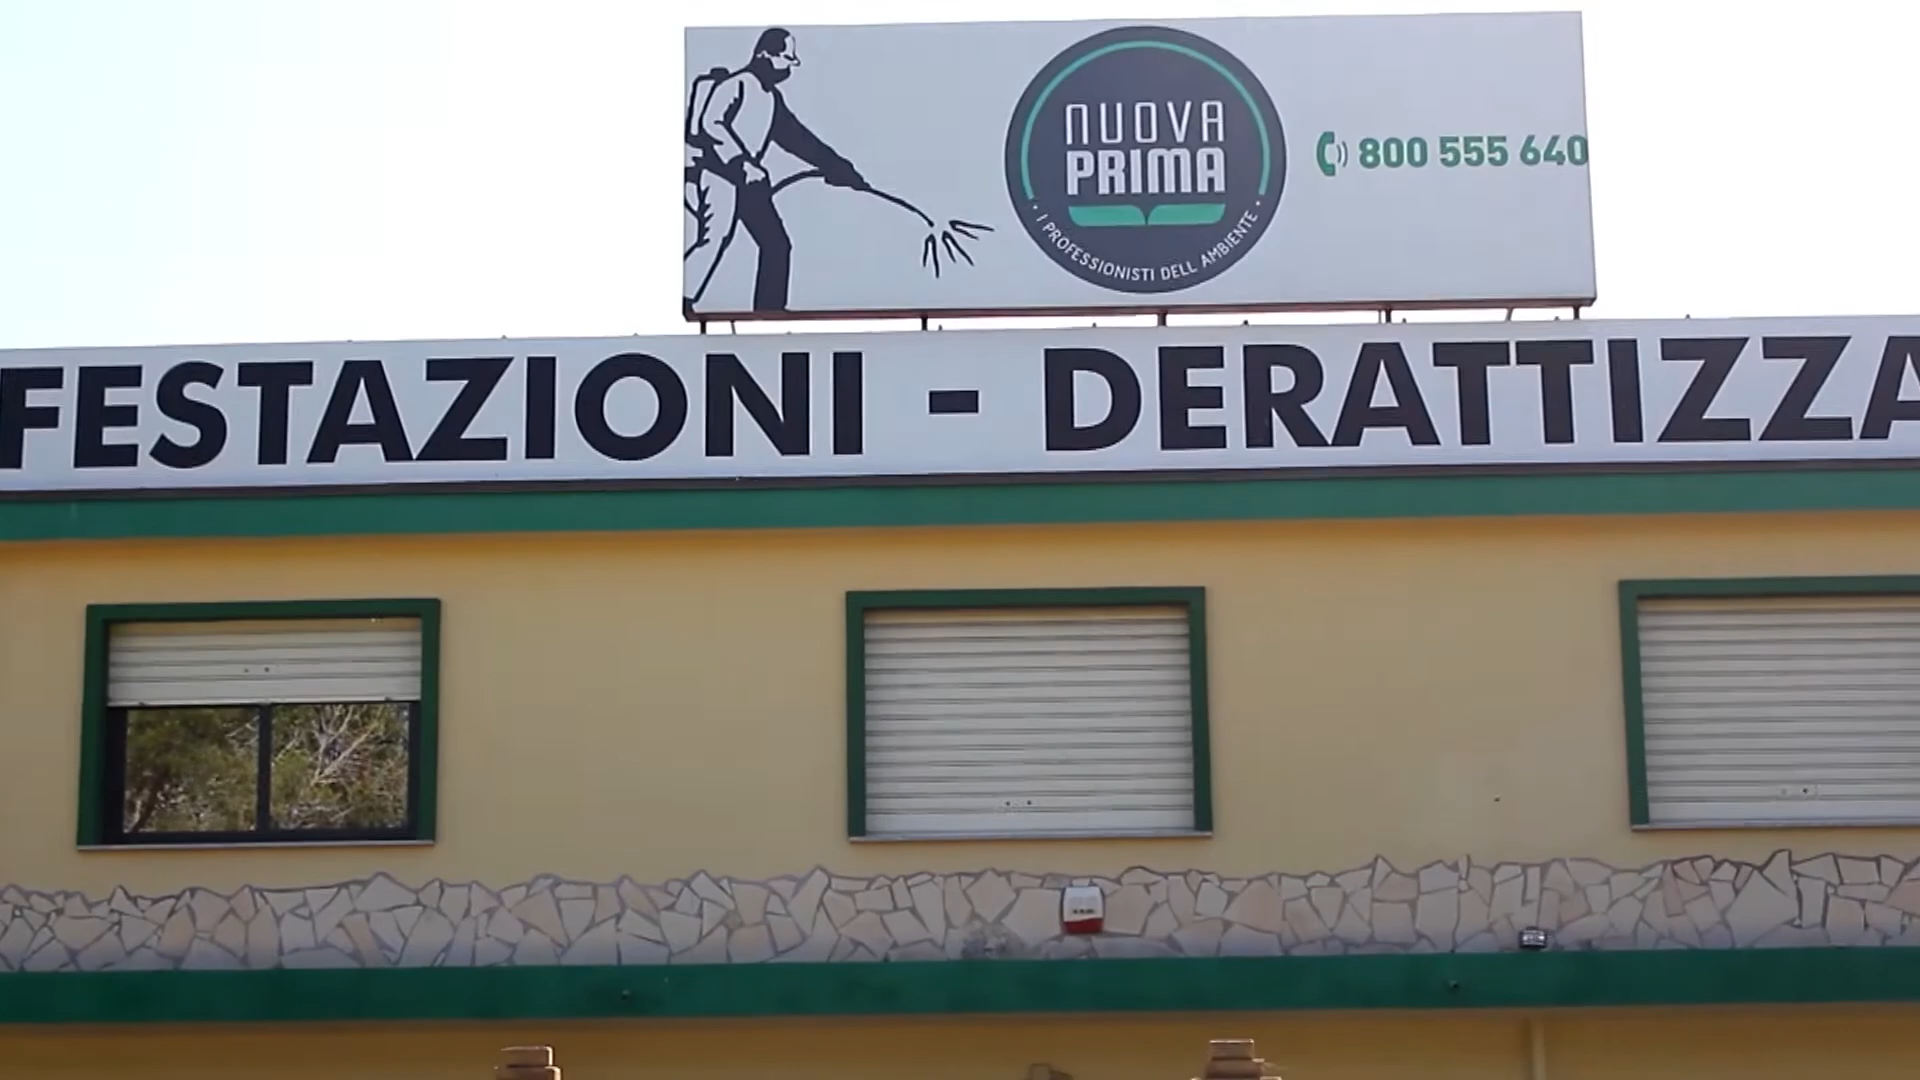 NUOVA
PRIMA
· I PROFESSIONISTI DELL AMBIENTE ·
800 555 640
FESTAZIONI - DERATTIZZA